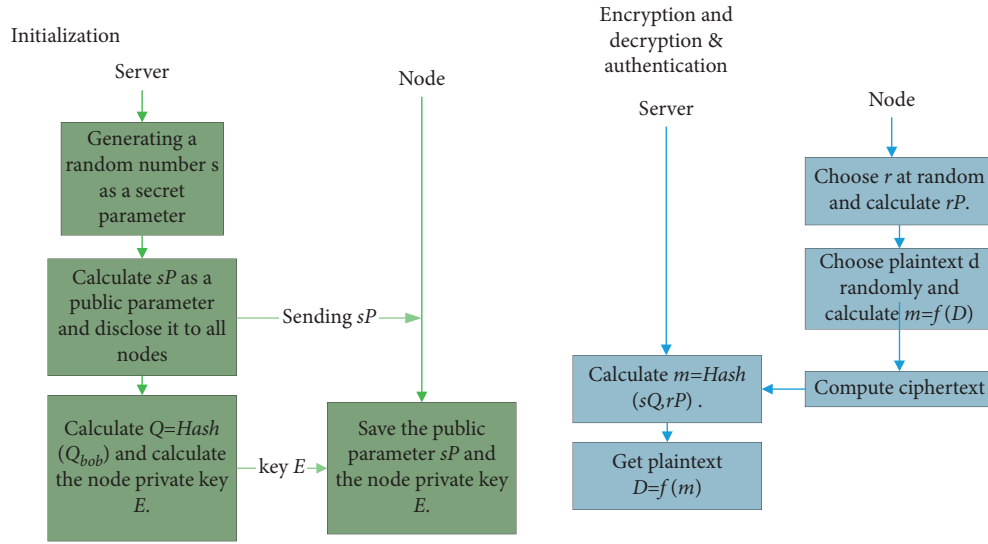 Initialization
Server
Node
Generating a
random number s
as a secret
parameter
Calculate sP as a
public parameter
and disclose it to all
nodes
Sending sP
Calculate Q=Hash
(Qbob) and calculate
the node private key
E.
key E
Save the public
parameter sP and
the node private key
E.
Encryption and
decryption &
authentication
Server
Node
Choose r at random
and calculate rP.
Choose plaintext d
randomly and
calculate m=f (D)
Compute ciphertext
Calculate m=Hash
(sQ,rP) .
Get plaintext
D=f (m)